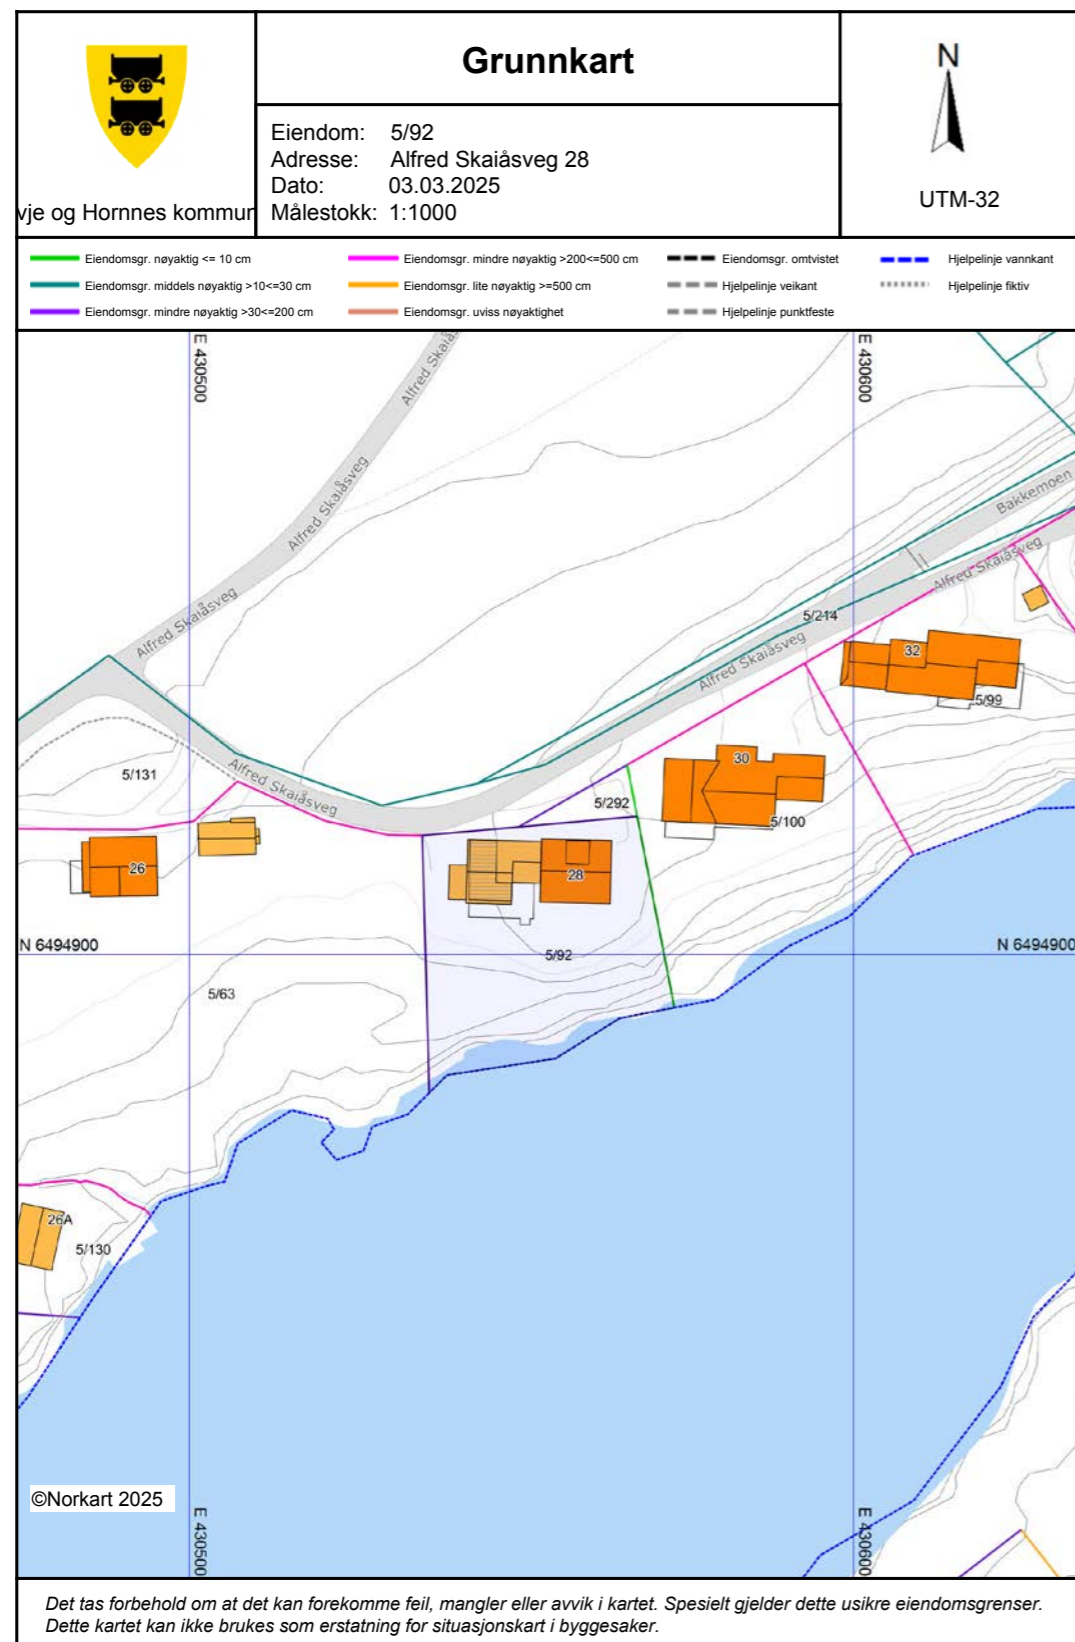 Grunnkart
N
Eiendom: 5/92
Adresse: Alfred Skaiåsveg 28
Dato: 03.03.2025
Målestokk: 1:1000
UTM-32
vje og Hornnes kommur
Eiendomsgr. nøyaktig <= 10 cm
Eiendomsgr. middels nøyaktig >10<=30 cm
Eiendomsgr. mindre nøyaktig >30<=200 cm
Eiendomsgr. mindre nøyaktig >200<=500 cm
Eiendomsgr. lite nøyaktig >=500 cm
Eiendomsgr. uviss nøyaktighet
Eiendomsgr. omtvistet
Hjelpelinje veikant
Hjelpelinje punktfeste
Hjelpelinje vannkant
Hjelpelinje fiktiv
E 430500
E 430600
Alfred Skaiå
Alfred Skaiåsveg
Alfred Skaiåsveg
Bakkemoen
Alfred Skaiåsveg
5/214
Alfred Skaiåsveg
32
5/99
30
5/100
5/131
Alfred Skaiåsveg
5/292
26
28
N 6494900
N 6494900
5/92
5/63
26A
5/130
©Norkart 2025
E 430500
E 430600
Det tas forbehold om at det kan forekomme feil, mangler eller avvik i kartet. Spesielt gjelder dette usikre eiendomsgrenser.
Dette kartet kan ikke brukes som erstatning for situasjonskart i byggesaker.